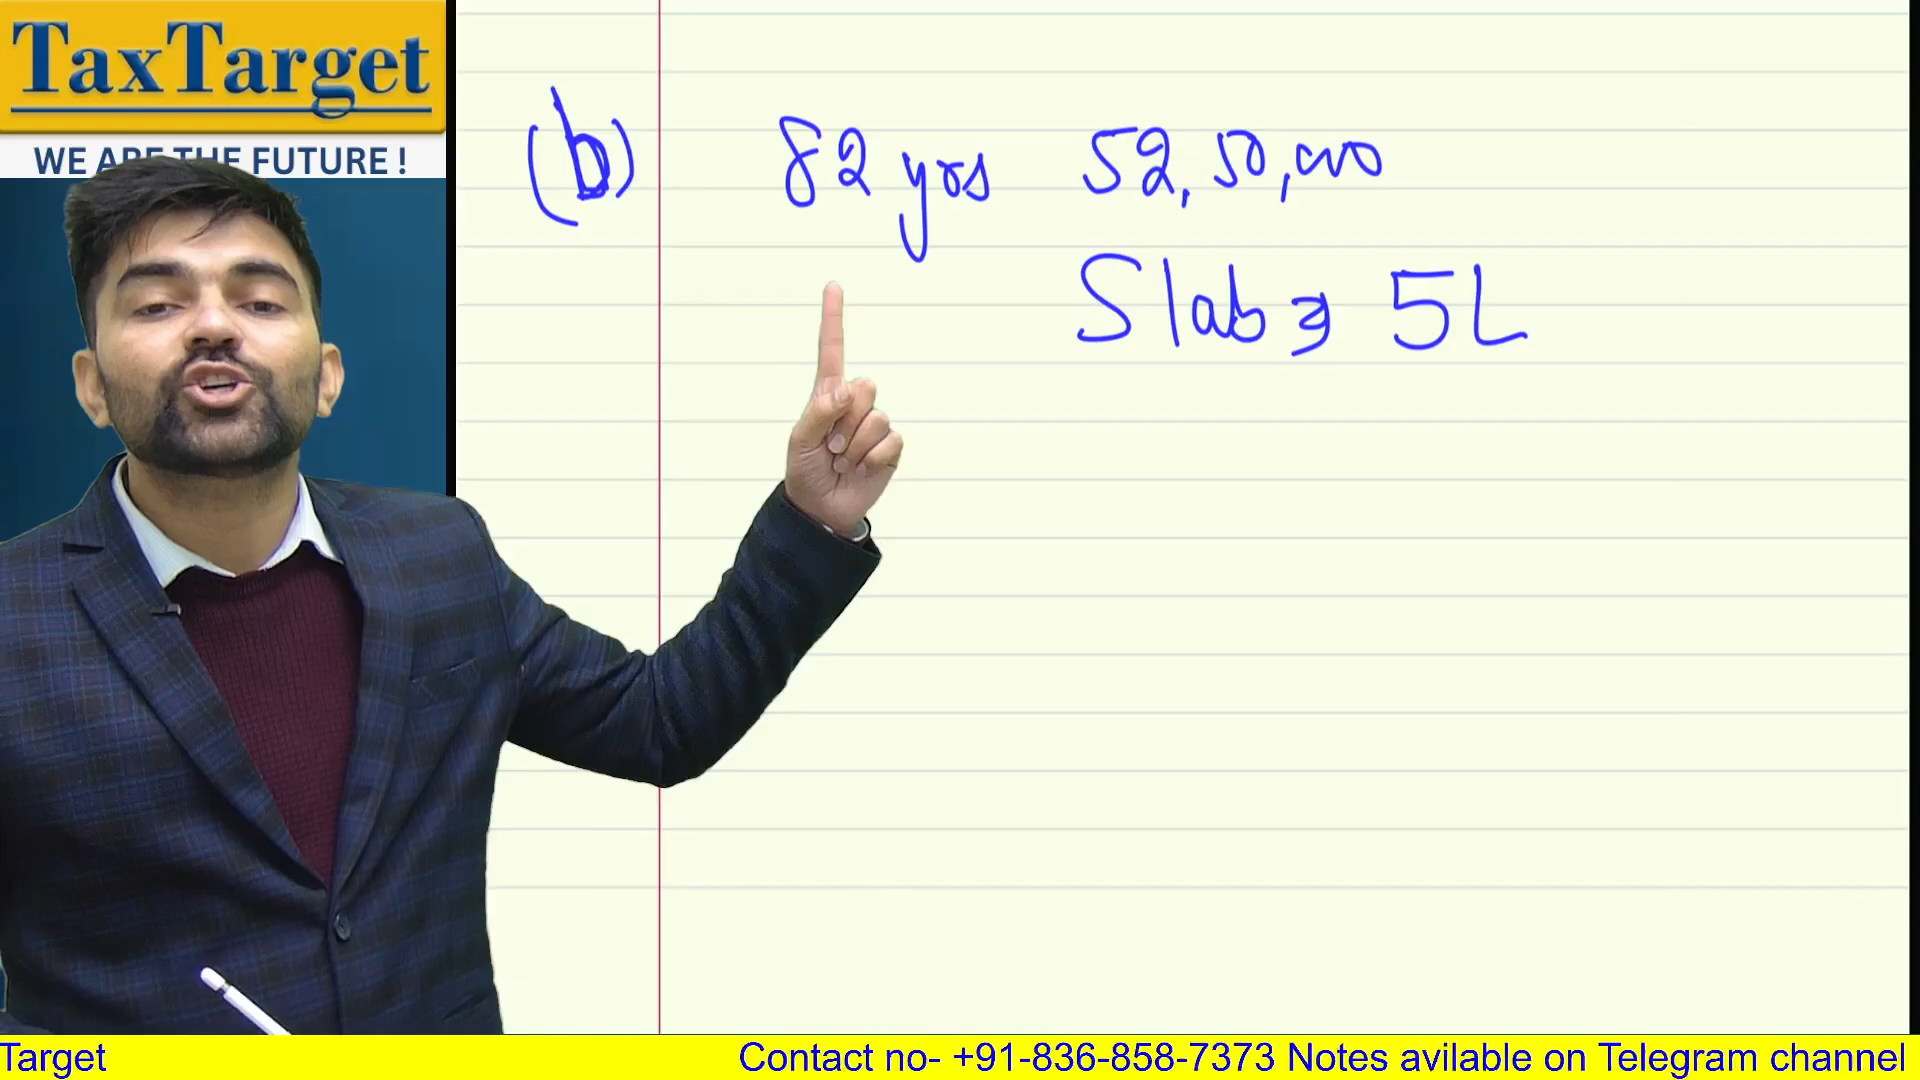 TaxTarget
WE ARE THE FUTURE !
(b) 82 yrs 52,50,000
Slab 5L
Target Contact no- +91-836-858-7373 Notes avilable on Telegram channel